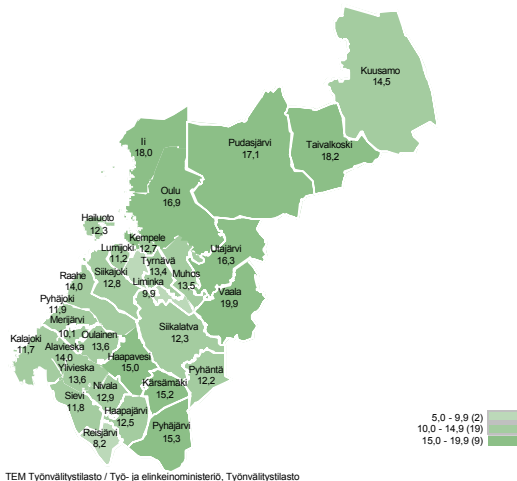 Kuusamo
14,5
Ii
18,0
Pudasjärvi
17,1
Taivalkoski
18,2
Oulu
16,9
Hailuoto
12,3
Kempele
12,7
Utajärvi
16,3
Lumijoki
11,2
Tyrnävä
13,4
Muhos
13,5
Raahe
14,0
Siikajoki
12,8
Liminka
9,9
Vaala
19,9
Pyhäjoki
11,9
Merijärvi
10,1
Siikalatva
12,3
Kalajoki
11,7
Alavieska
14,0
Oulainen
13,6
Haapavesi
15,0
Pyhäntä
12,2
Ylivieska
13,6
Nivala
12,9
Kärsämäki
15,2
Sievi
11,8
Haapajärvi
12,5
Pyhäjärvi
15,3
Reisjärvi
8,2
5,0 - 9,9 (2)
10,0 - 14,9 (19)
15,0 - 19,9 (9)
TEM Työnvälitystilasto / Työ- ja elinkeinoministeriö, Työnvälitystilasto